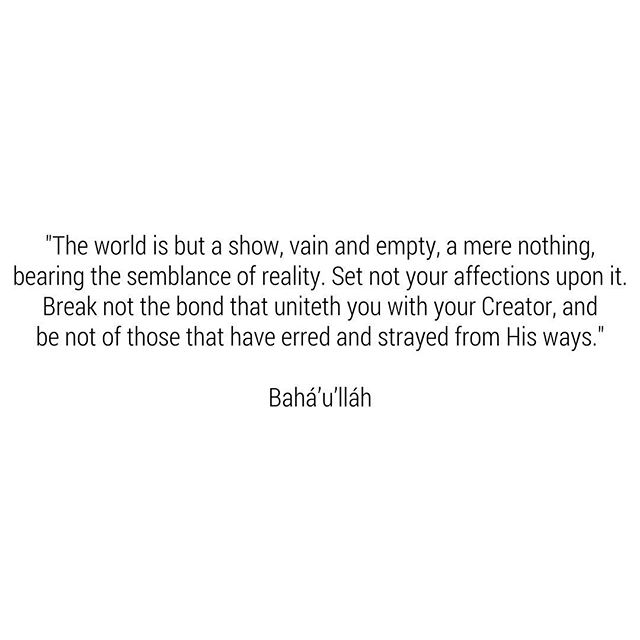 "The world is but a show, vain and empty, a mere nothing,
bearing the semblance of reality. Set not your affections upon it.
Break not the bond that uniteth you with your Creator, and
be not of those that have erred and strayed from His ways."
Bahá’u’lláh